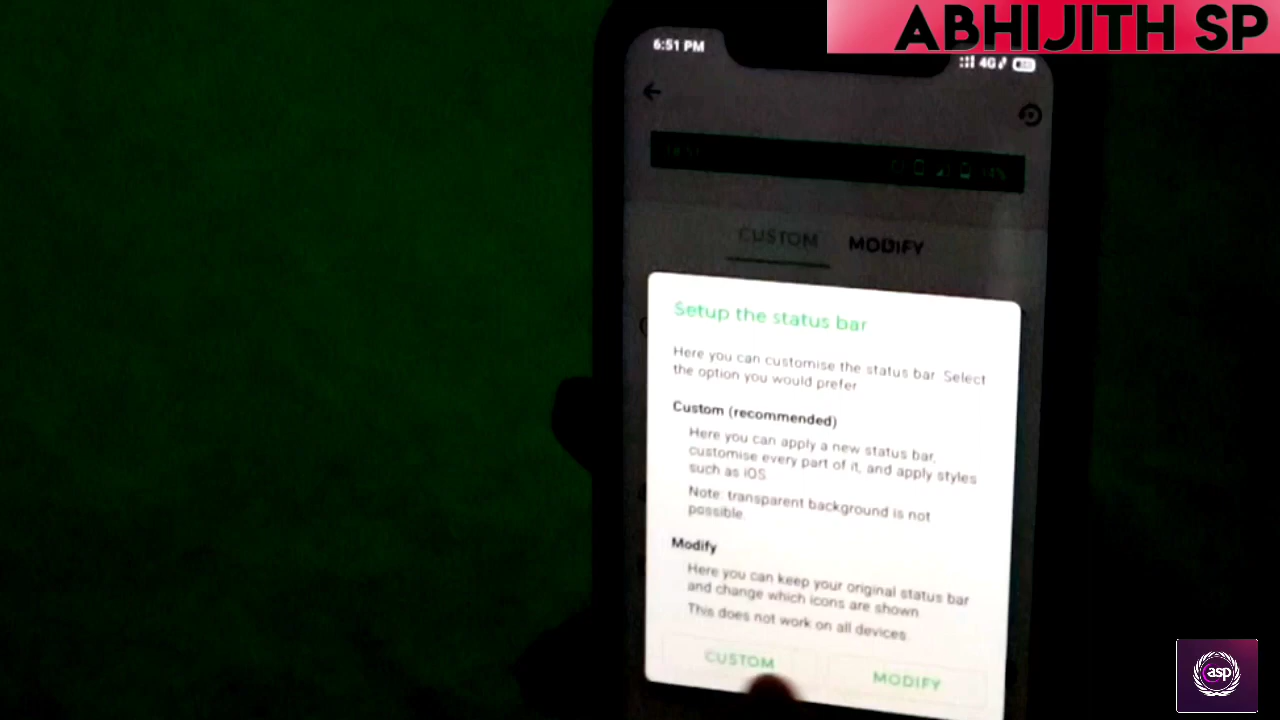 ABHIJITH SP
6:51 PM
4G
CUSTOM
MODIFY
Setup the status bar
Here you can customise the status bar. Select
the option you would prefer
Custom (recommended)
Here you can apply a new status bar,
customise every part of it, and apply styles
such as iOS
Note: transparent background is not
possible.
Modify
Here you can keep your original status bar
and change which icons are shown
This does not work on all devices
CUSTOM
MODIFY
asp